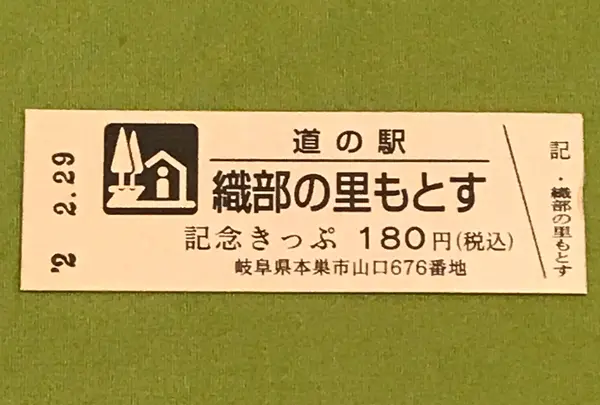 '2 2.29
道の駅
織部の里もとす
記念きっぷ 180円(税込)
岐阜県本巣市山口676番地
記・織部の里もとす